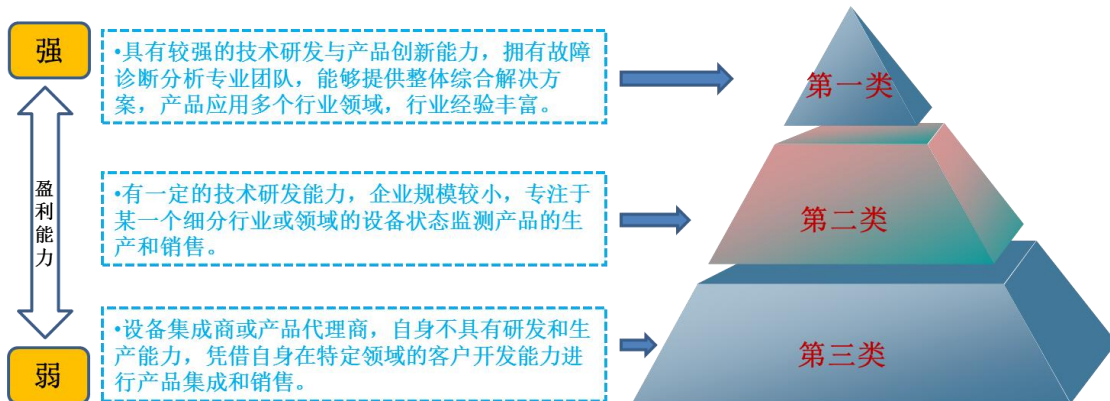 强
•具有较强的技术研发与产品创新能力，拥有故障
诊断分析专业团队，能够提供整体综合解决方
案，产品应用多个行业领域，行业经验丰富。
第一类
盈利能力
•有一定的技术研发能力，企业规模较小，专注于
某一个细分行业或领域的设备状态监测产品的生
产和销售。
第二类
弱
•设备集成商或产品代理商，自身不具有研发和生
产能力，凭借自身在特定领域的客户开发能力进
行产品集成和销售。
第三类